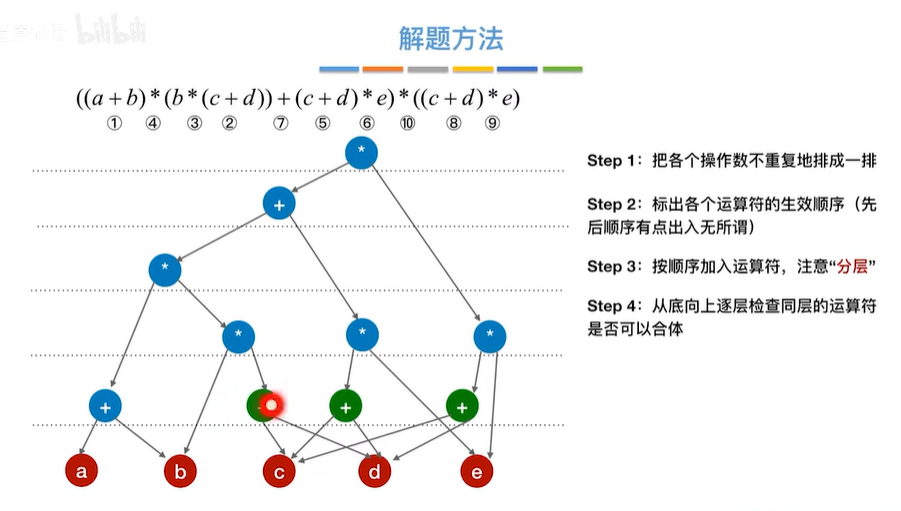 bilibili
解题方法
((a+b)*(b*(c+d))+(c+d)*e)*((c+d)*e)
① ④ ③ ② ⑦ ⑤ ⑥ ⑩ ⑧ ⑨
*
+
*
* * *
+ + +
a b c d e
Step 1：把各个操作数不重复地排成一排
Step 2：标出各个运算符的生效顺序（先
后顺序有点出入无所谓）
Step 3：按顺序加入运算符，注意“分层”
Step 4：从底向上逐层检查同层的运算符
是否可以合体